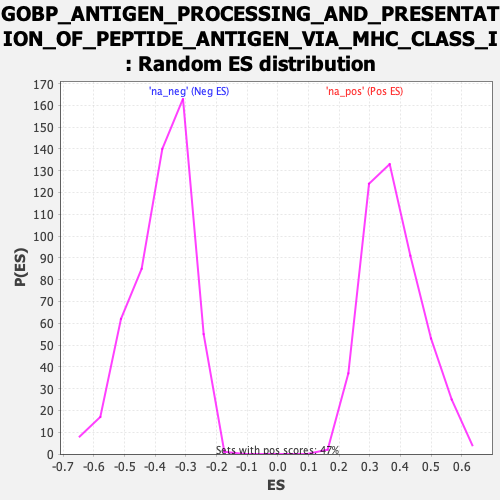 GOBP_ANTIGEN_PROCESSING_AND_PRESENTAT
ION_OF_PEPTIDE_ANTIGEN_VIA_MHC_CLASS_I
: Random ES distribution
'na_neg' (Neg ES) 'na_pos' (Pos ES)
170
160
150
140
130
120
110
100
90
80
70
60
50
40
30
20
10
0
P(ES)
Sets with pos scores: 47%
-0.7 -0.6 -0.5 -0.4 -0.3 -0.2 -0.1 0.0 0.1 0.2 0.3 0.4 0.5 0.6
ES